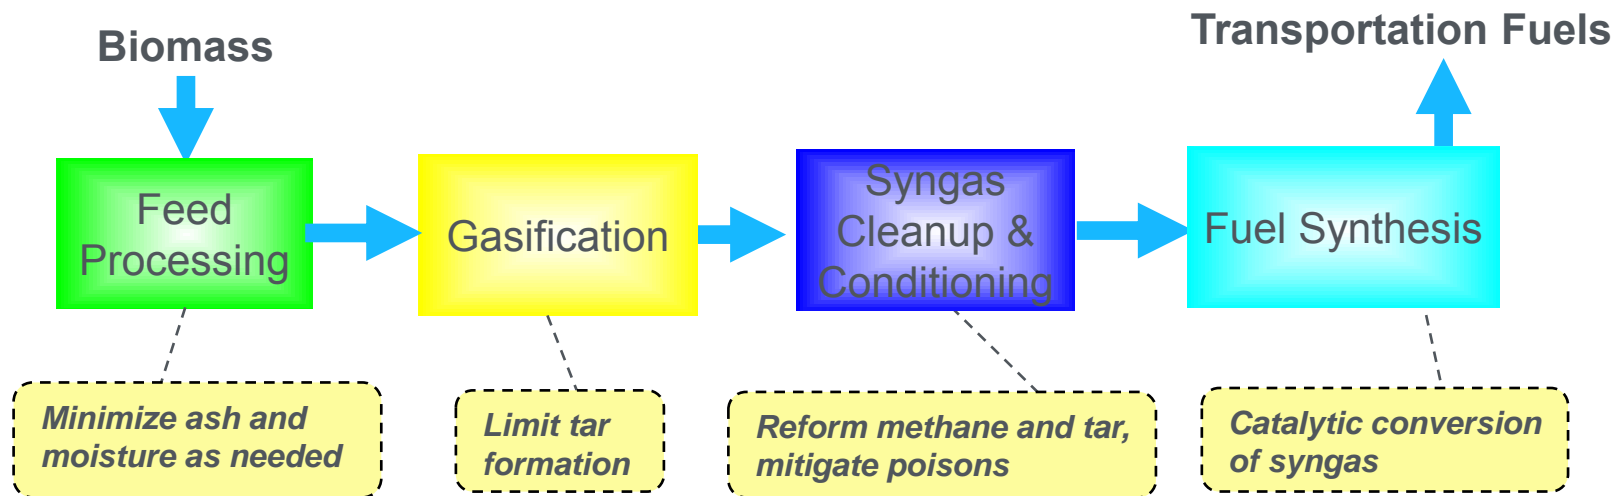 Biomass
Transportation Fuels
Feed
Processing
Gasification
Syngas
Cleanup &
Conditioning
Fuel Synthesis
Minimize ash and
moisture as needed
Limit tar
formation
Reform methane and tar,
mitigate poisons
Catalytic conversion
of syngas